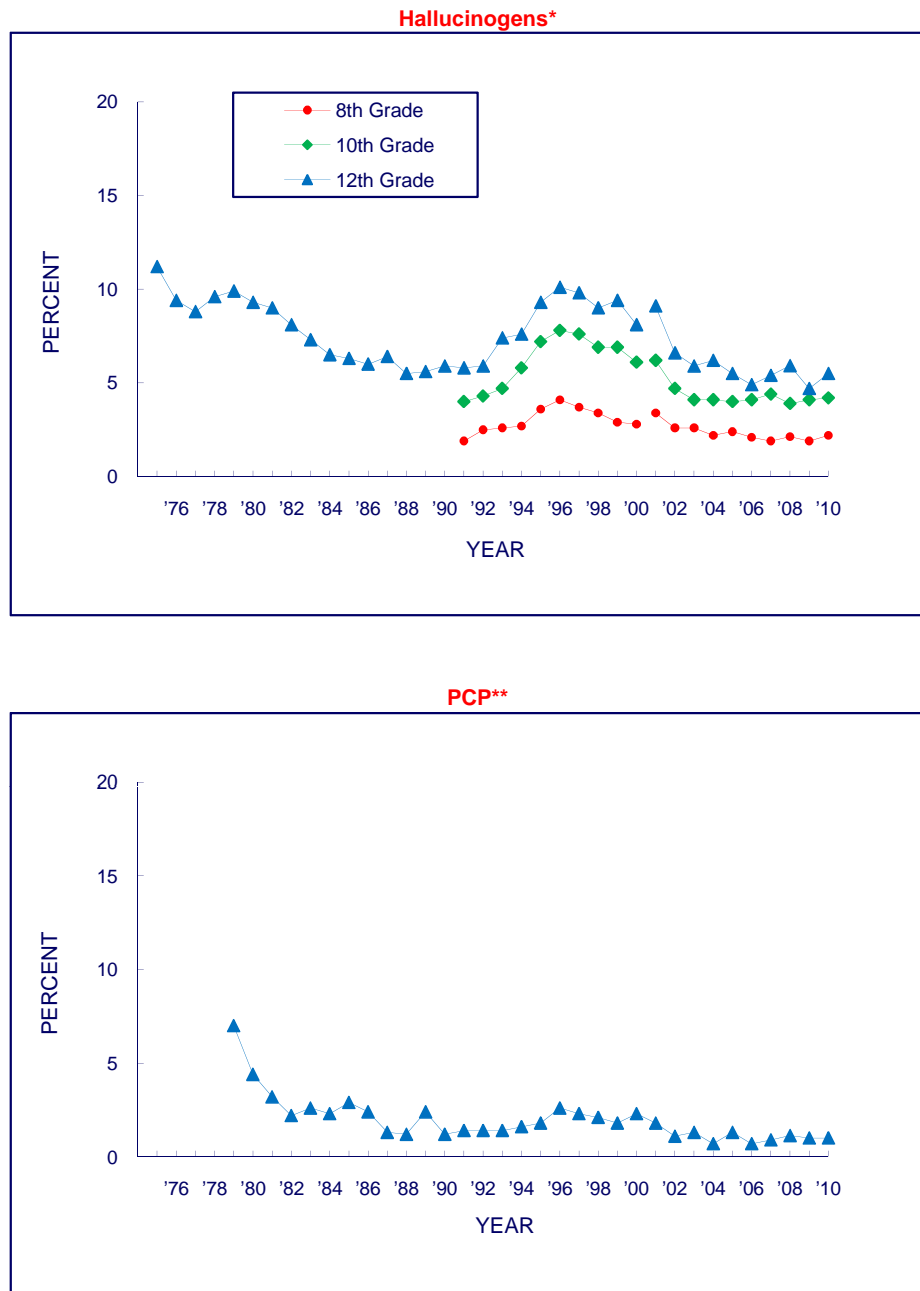 Hallucinogens*
20
8th Grade
10th Grade
12th Grade
15
10
5
0
PERCENT
’76 ’78 ’80 ’82 ’84 ’86 ’88 ’90 ’92 ’94 ’96 ’98 ’00 ’02 ’04 ’06 ’08 ’10
YEAR
PCP**
20
15
10
5
0
PERCENT
’76 ’78 ’80 ’82 ’84 ’86 ’88 ’90 ’92 ’94 ’96 ’98 ’00 ’02 ’04 ’06 ’08 ’10
YEAR